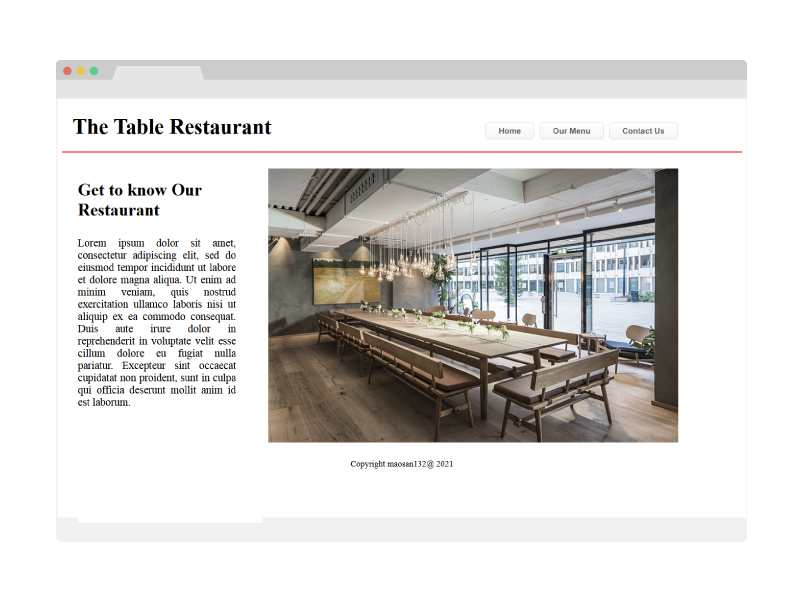 The Table Restaurant
Home
Our Menu
Contact Us
Get to know Our
Restaurant
Lorem ipsum dolor sit amet,
consectetur adipiscing elit, sed do
eiusmod tempor incididunt ut labore
et dolore magna aliqua. Ut enim ad
minim veniam, quis nostrud
exercitation ullamco laboris nisi ut
aliquip ex ea commodo consequat.
Duis aute irure dolor in
reprehenderit in voluptate velit esse
cillum dolore eu fugiat nulla
pariatur. Excepteur sint occaecat
cupidatat non proident, sunt in culpa
qui officia deserunt mollit anim id
est laborum.
Copyright maosan132@ 2021